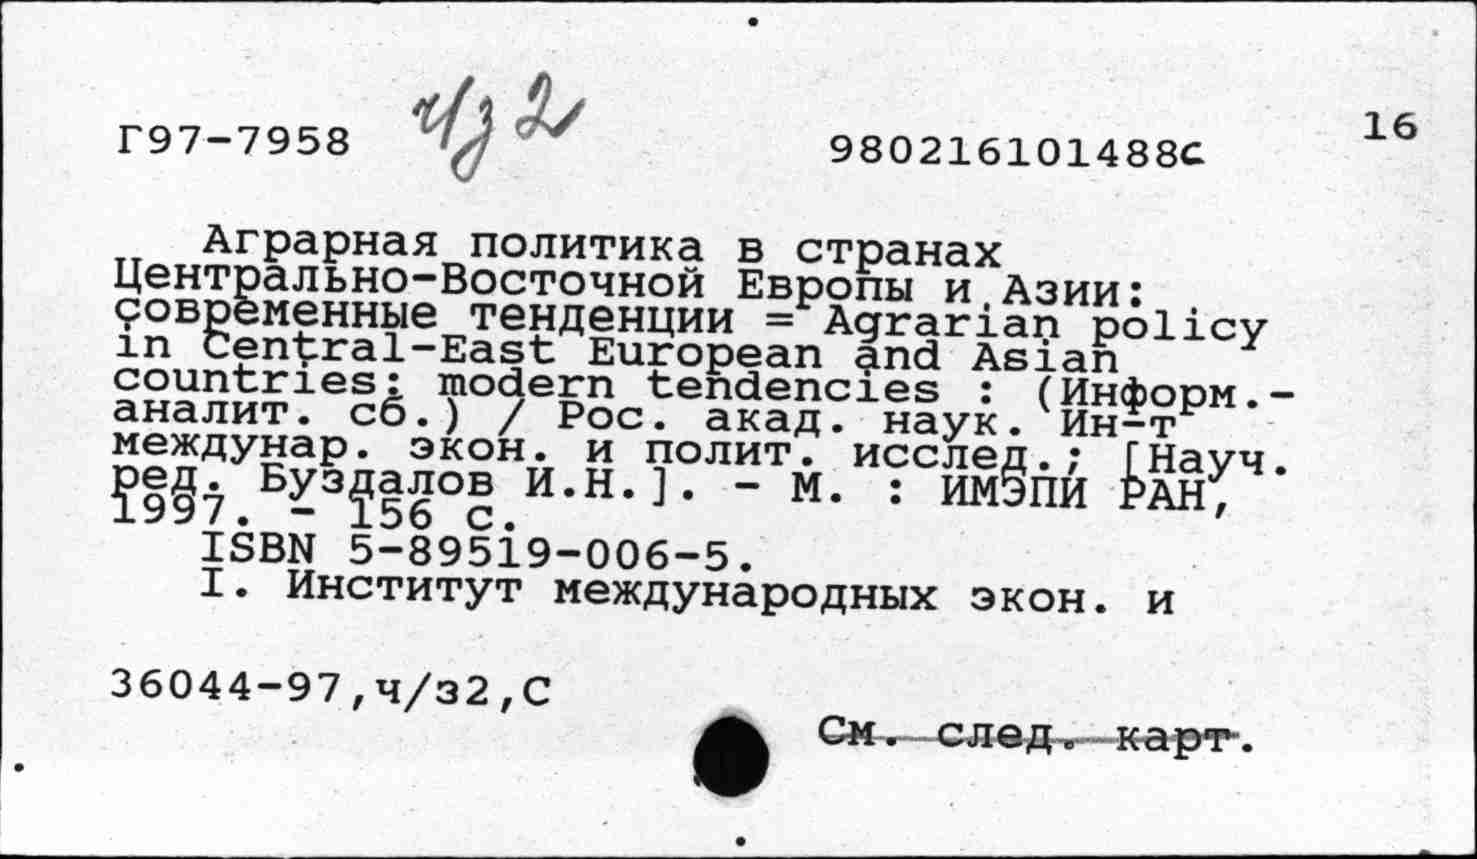 Г97-7958 ч/з 2 980216101488с 16
Аграрная политика в странах
Центрально-Восточной Европы и Азии:
современные тенденции = Agrarian policy
in Central-East European and Asian
countries: modern tendencies : (Информ.-
аналит. сб.) / Рос. акад. наук. Ин-т
междунар. экон. и полит. исслед.; [Науч.
ред. Буздалов И.Н.]. - М. : ИМЭПИ РАН,
1997. - 156 с.
ISBN 5-89519-006-5.
I. Институт международных экон. и
36044-97,ч/з2,С
См. след. карт.